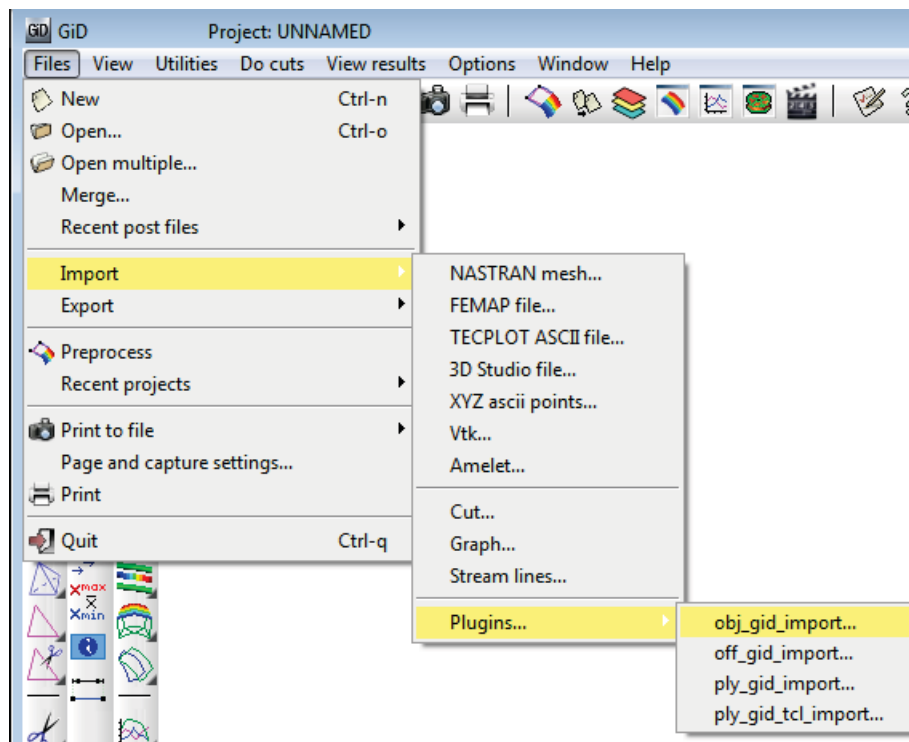 GiD GiD Project: UNNAMED
Files View Utilities Do cuts View results Options Window Help
New Ctrl-n
Open... Ctrl-o
Open multiple...
Merge...
Recent post files
Import
Export
Preprocess
Recent projects
Print to file
Page and capture settings...
Print
Quit Ctrl-q
NASTRAN mesh...
FEMAP file...
TECPLOT ASCII file...
3D Studio file...
XYZ ascii points...
Vtk...
Amelet...
Cut...
Graph...
Stream lines...
Plugins...
obj_gid_import...
off_gid_import...
ply_gid_import...
ply_gid_tcl_import...
xmax
x
xmin